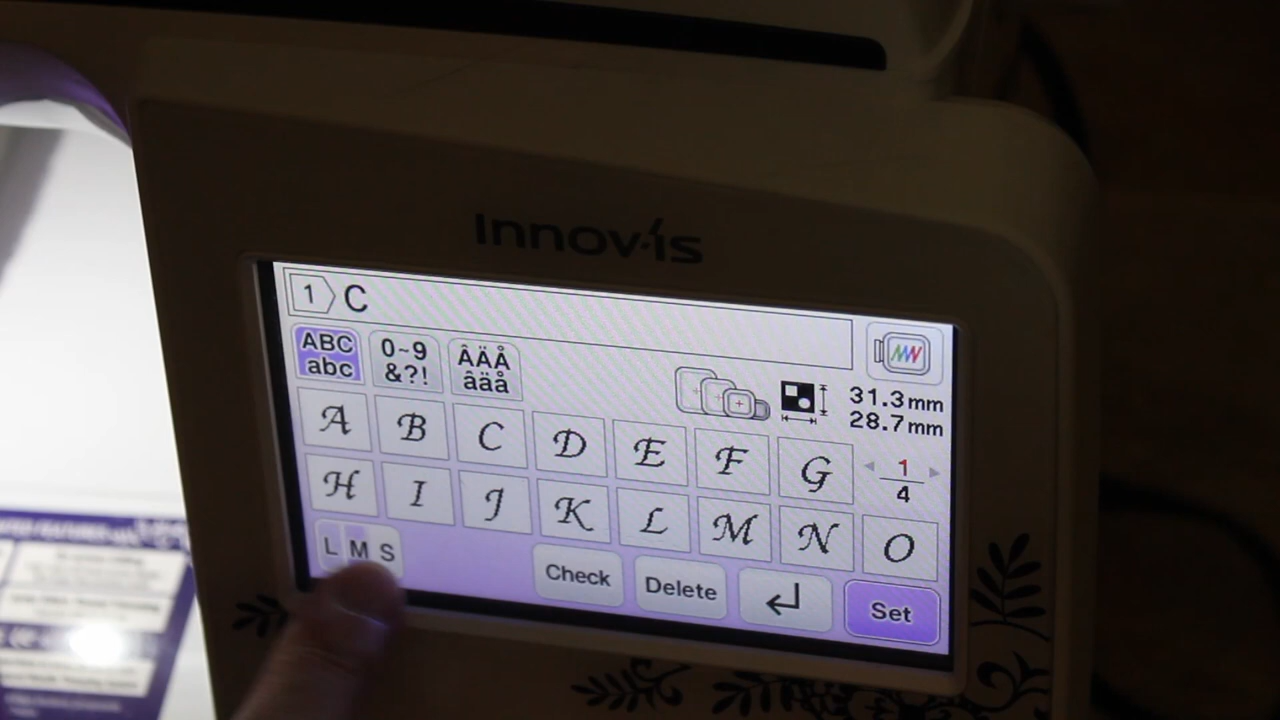 Innov-is
1 C
ABC abc 0~9 &?! ÂÄÅ âäå
31.3mm
28.7mm
A B C D E F G 1/4
H I J K L M N O
L M S Check Delete ↵ Set